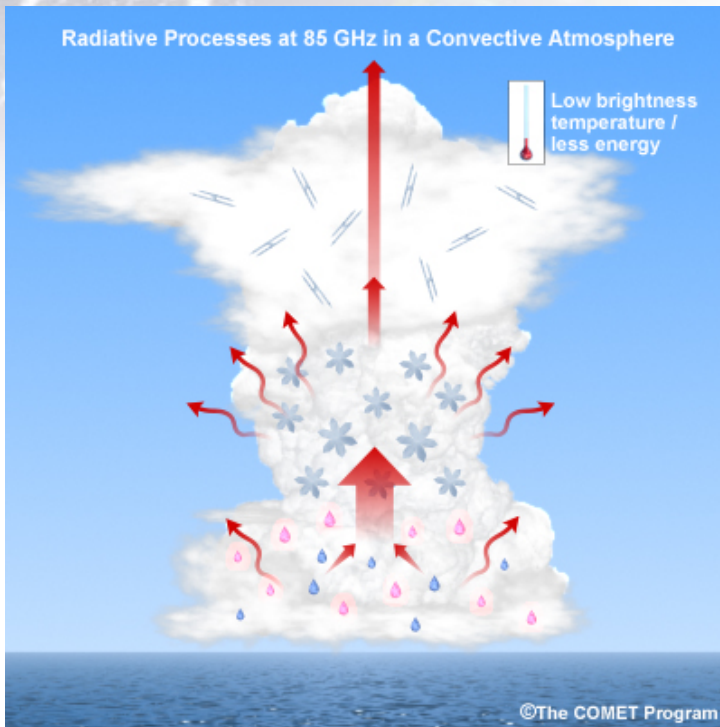 Radiative Processes at 85 GHz in a Convective Atmosphere
Low brightness
temperature /
less energy
©The COMET Program